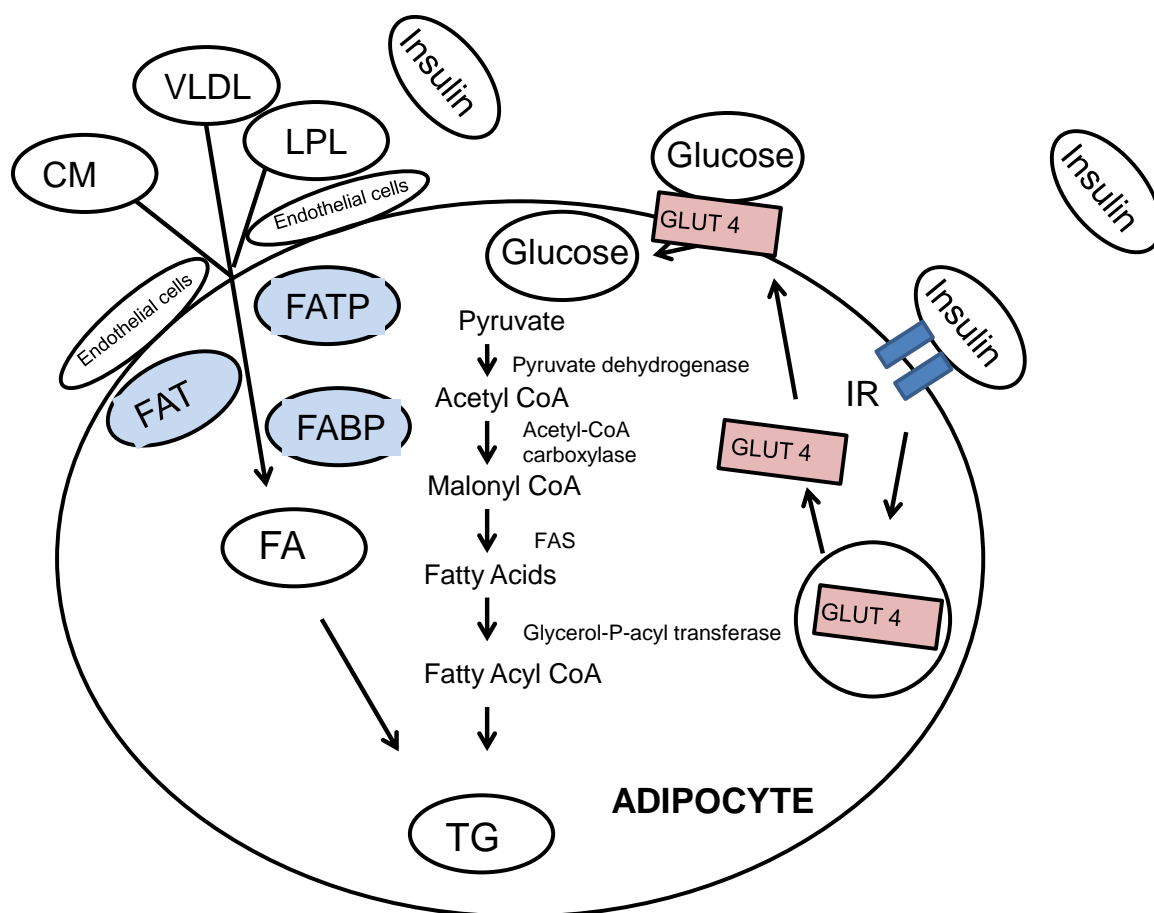 Insulin
VLDL
LPL
CM
Glucose
Insulin
Endothelial cells
GLUT 4
Glucose
Endothelial cells
FATP
Insulin
Pyruvate
Pyruvate dehydrogenase
FAT
FABP
Acetyl CoA
IR
Acetyl-CoA
carboxylase
GLUT 4
Malonyl CoA
FA
FAS
Fatty Acids
GLUT 4
Glycerol-P-acyl transferase
Fatty Acyl CoA
ADIPOCYTE
TG